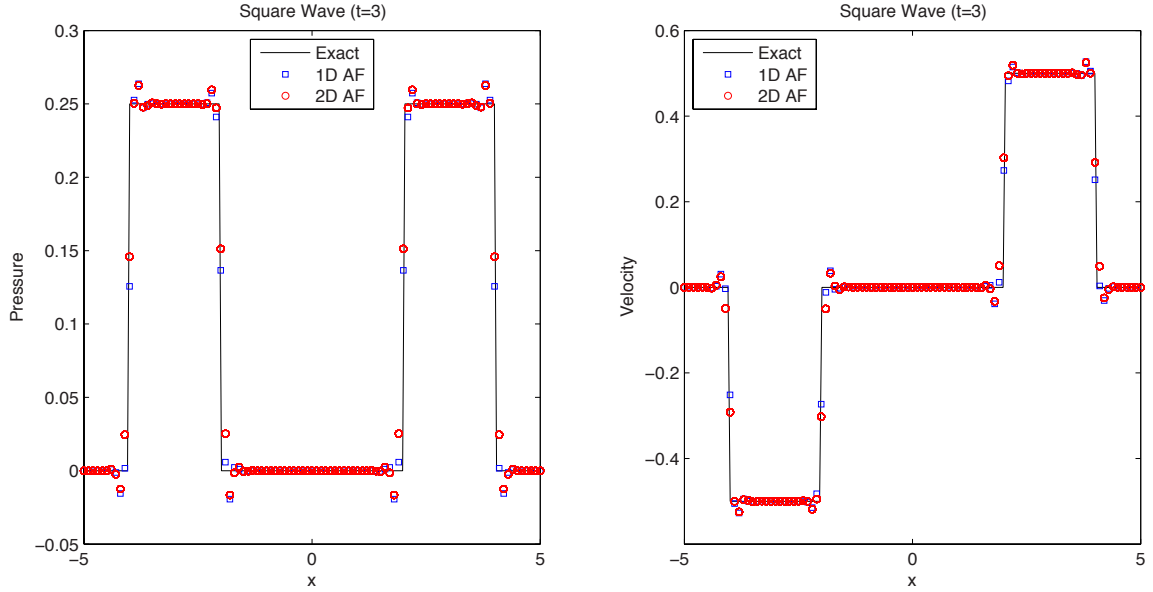 Square Wave (t=3)
0.3
0.25
0.2
0.15
0.1
0.05
0
−0.05
−5
0
5
Pressure
x
Exact
1D AF
2D AF
Square Wave (t=3)
0.6
0.4
0.2
0
−0.2
−0.4
−5
0
5
Velocity
x
Exact
1D AF
2D AF